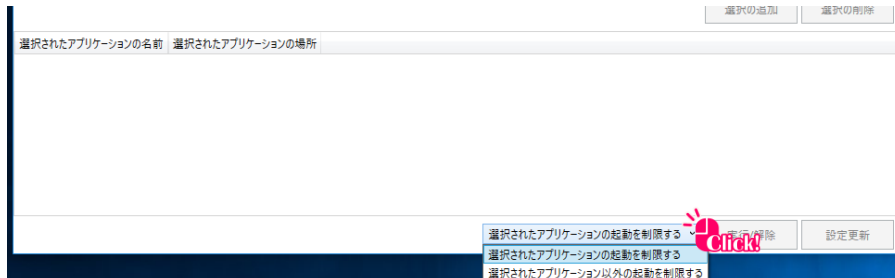 選択の追加 選択の削除
選択されたアプリケーションの名前 選択されたアプリケーションの場所
選択されたアプリケーションの起動を制限する 実行/解除 設定更新
Click!
選択されたアプリケーションの起動を制限する
選択されたアプリケーション以外の起動を制限する